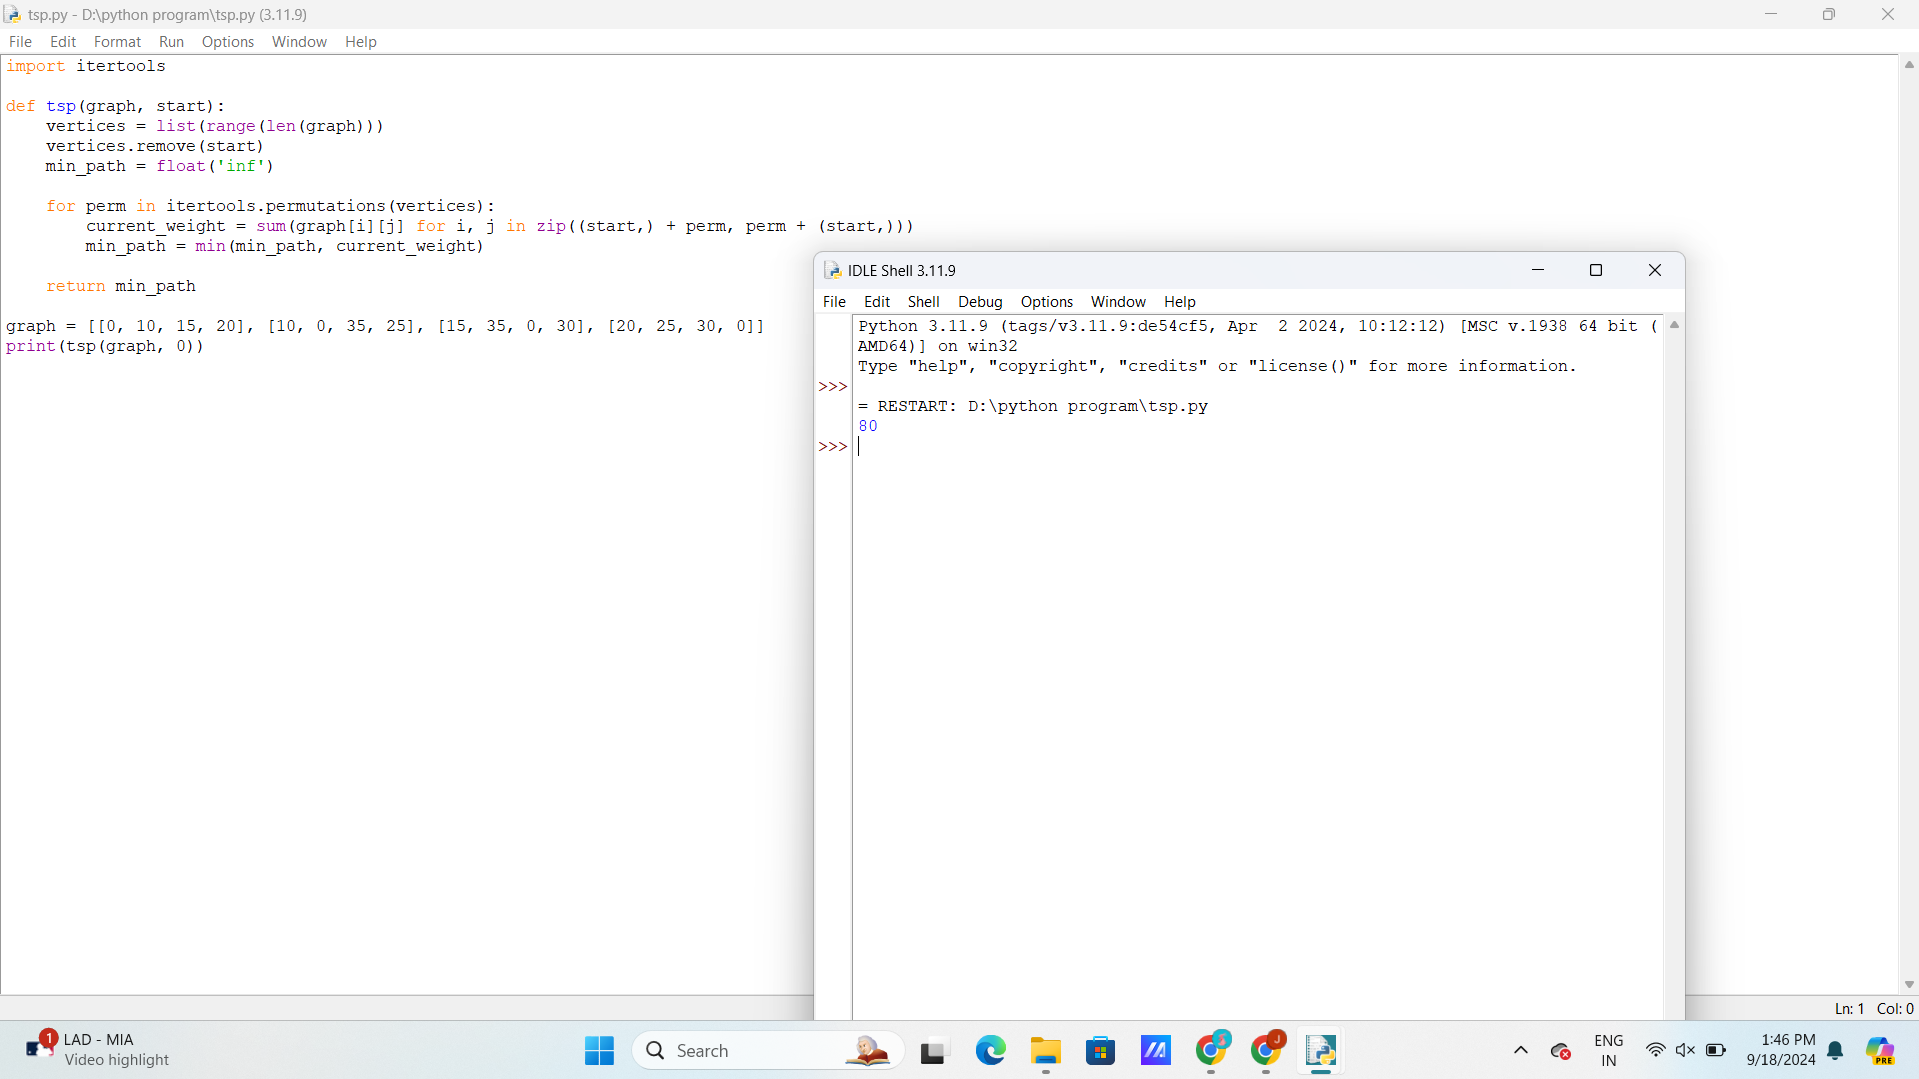 tsp.py - D:\python program\tsp.py (3.11.9)
File Edit Format Run Options Window Help
import itertools
def tsp(graph, start):
    vertices = list(range(len(graph)))
    vertices.remove(start)
    min_path = float('inf')
    for perm in itertools.permutations(vertices):
        current_weight = sum(graph[i][j] for i, j in zip((start,) + perm, perm + (start,)))
        min_path = min(min_path, current_weight)
    return min_path
graph = [[0, 10, 15, 20], [10, 0, 35, 25], [15, 35, 0, 30], [20, 25, 30, 0]]
print(tsp(graph, 0))
IDLE Shell 3.11.9
File Edit Shell Debug Options Window Help
Python 3.11.9 (tags/v3.11.9:de54cf5, Apr  2 2024, 10:12:12) [MSC v.1938 64 bit (
AMD64)] on win32
Type "help", "copyright", "credits" or "license()" for more information.
>>>
= RESTART: D:\python program\tsp.py
80
>>>
Ln: 1 Col: 0
1
LAD - MIA
Video highlight
Search
S
J
ENG
IN
1:46 PM
9/18/2024
PRE